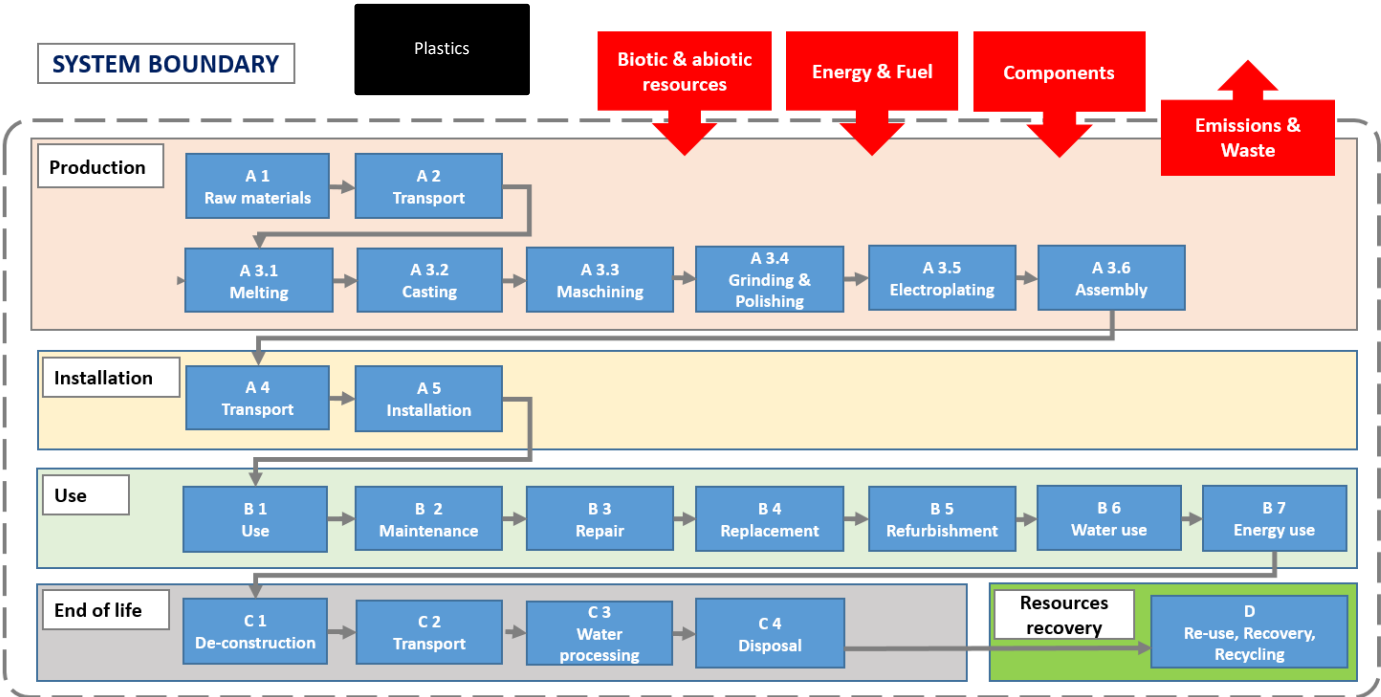 SYSTEM BOUNDARY
Plastics
Biotic & abiotic
resources
Energy & Fuel
Components
Emissions &
Waste
Production
A 1
Raw materials
A 2
Transport
A 3.1
Melting
A 3.2
Casting
A 3.3
Maschining
A 3.4
Grinding &
Polishing
A 3.5
Electroplating
A 3.6
Assembly
Installation
A 4
Transport
A 5
Installation
Use
B 1
Use
B 2
Maintenance
B 3
Repair
B 4
Replacement
B 5
Refurbishment
B 6
Water use
B 7
Energy use
End of life
C 1
De-construction
C 2
Transport
C 3
Water
processing
C 4
Disposal
Resources
recovery
D
Re-use, Recovery,
Recycling